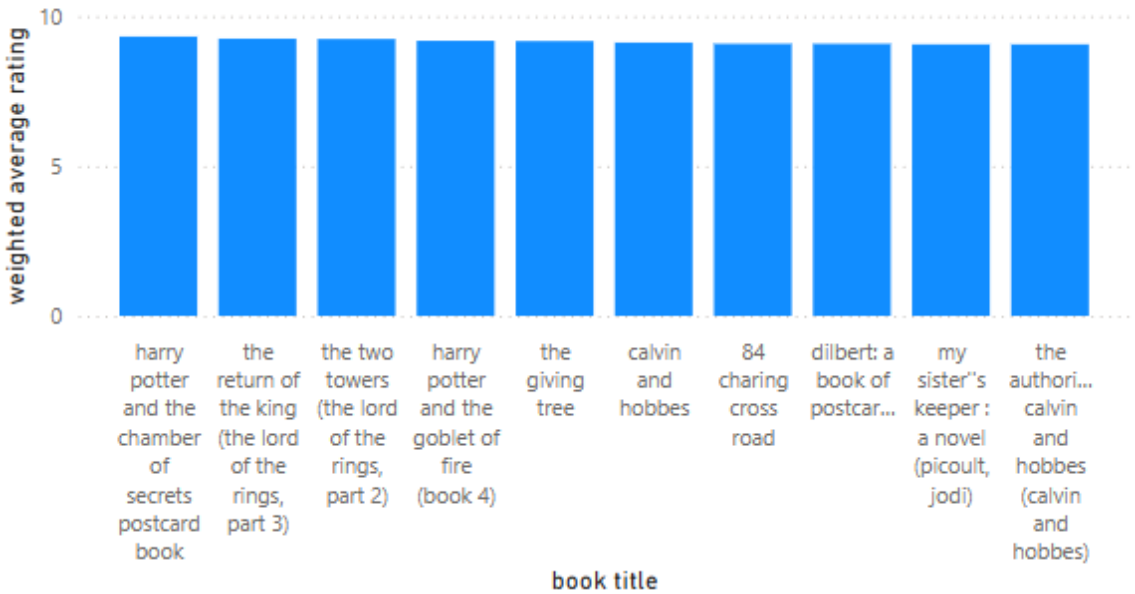 weighted average rating
10
5
0
harry
potter
and the
chamber
of
secrets
postcard
book
the
return of
the king
(the lord
of the
rings,
part 3)
the two
towers
(the lord
of the
rings,
part 2)
harry
potter
and the
goblet of
fire
(book 4)
the
giving
tree
calvin
and
hobbes
84
charing
cross
road
dilbert: a
book of
postcar...
my
sister"s
keeper :
a novel
(picoult,
jodi)
the
authori...
calvin
and
hobbes
(calvin
and
hobbes)
book title